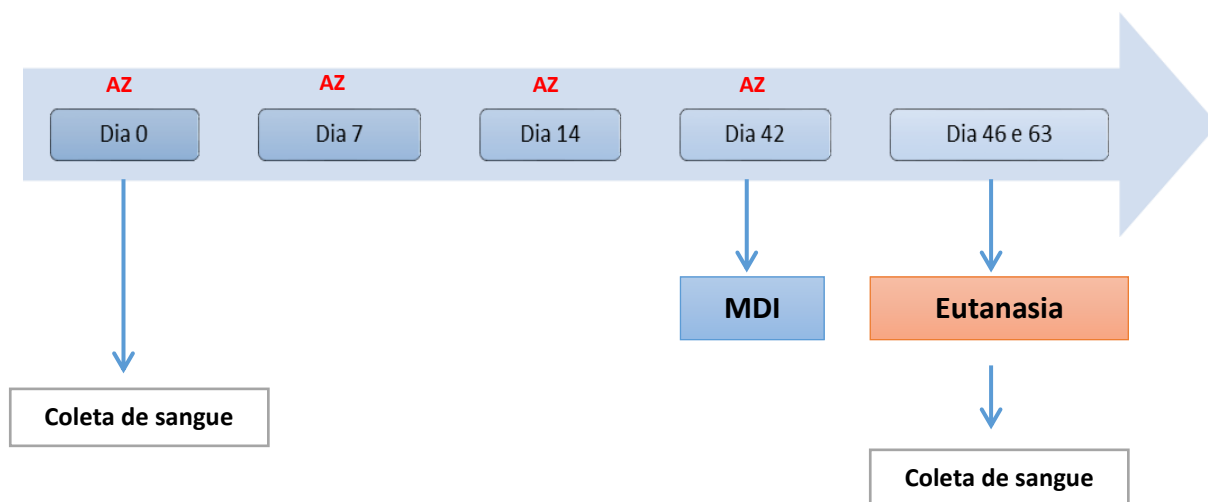 AZ AZ AZ AZ
Dia 0 Dia 7 Dia 14 Dia 42 Dia 46 e 63
MDI Eutanasia
Coleta de sangue
Coleta de sangue